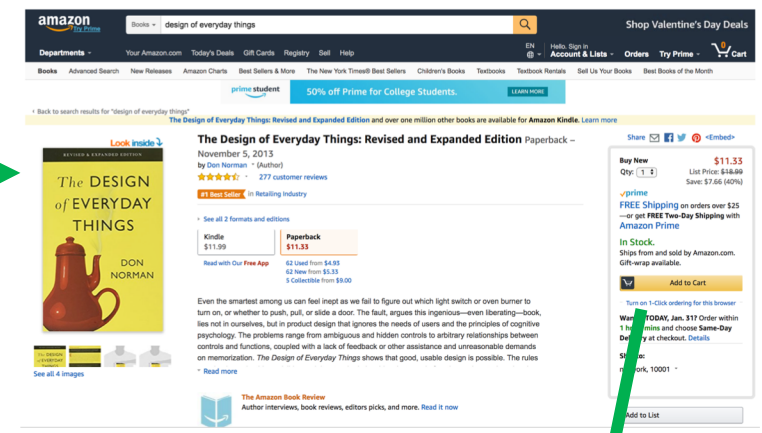 amazon
Try Prime
Books
design of everyday things
Shop Valentine's Day Deals
Departments
Your Amazon.com Today's Deals Gift Cards Registry Sell Help
EN
Hello. Sign in
Account & Lists
Orders
Try Prime
0
Cart
Books Advanced Search New Releases Amazon Charts Best Sellers & More The New York Times® Best Sellers Children's Books Textbooks Textbook Rentals Sell Us Your Books Best Books of the Month
prime student
50% off Prime for College Students.
LEARN MORE
‹ Back to search results for "design of everyday things"
The Design of Everyday Things: Revised and Expanded Edition and over one million other books are available for Amazon Kindle. Learn more
Look inside
REVISED & EXPANDED EDITION
The DESIGN
of EVERYDAY
THINGS
DON
NORMAN
See all 4 images
The Design of Everyday Things: Revised and Expanded Edition Paperback –
November 5, 2013
by Don Norman (Author)
277 customer reviews
#1 Best Seller in Retailing Industry
See all 2 formats and editions
Kindle
$11.99
Paperback
$11.33
Read with Our Free App
62 Used from $4.93
62 New from $5.33
5 Collectible from $9.00
Even the smartest among us can feel inept as we fail to figure out which light switch or oven burner to
turn on, or whether to push, pull, or slide a door. The fault, argues this ingenious—even liberating—book,
lies not in ourselves, but in product design that ignores the needs of users and the principles of cognitive
psychology. The problems range from ambiguous and hidden controls to arbitrary relationships between
controls and functions, coupled with a lack of feedback or other assistance and unreasonable demands
on memorization. The Design of Everyday Things shows that good, usable design is possible. The rules
Read more
The Amazon Book Review
Author interviews, book reviews, editors picks, and more. Read it now
Share
<Embed>
Buy New
$11.33
Qty: 1
List Price: $18.99
Save: $7.66 (40%)
prime
FREE Shipping on orders over $25
—or get FREE Two-Day Shipping with
Amazon Prime
In Stock.
Ships from and sold by Amazon.com.
Gift-wrap available.
Add to Cart
Turn on 1-Click ordering for this browser
TODAY, Jan. 31? Order within
mins and choose Same-Day
at checkout. Details
10001
Add to List